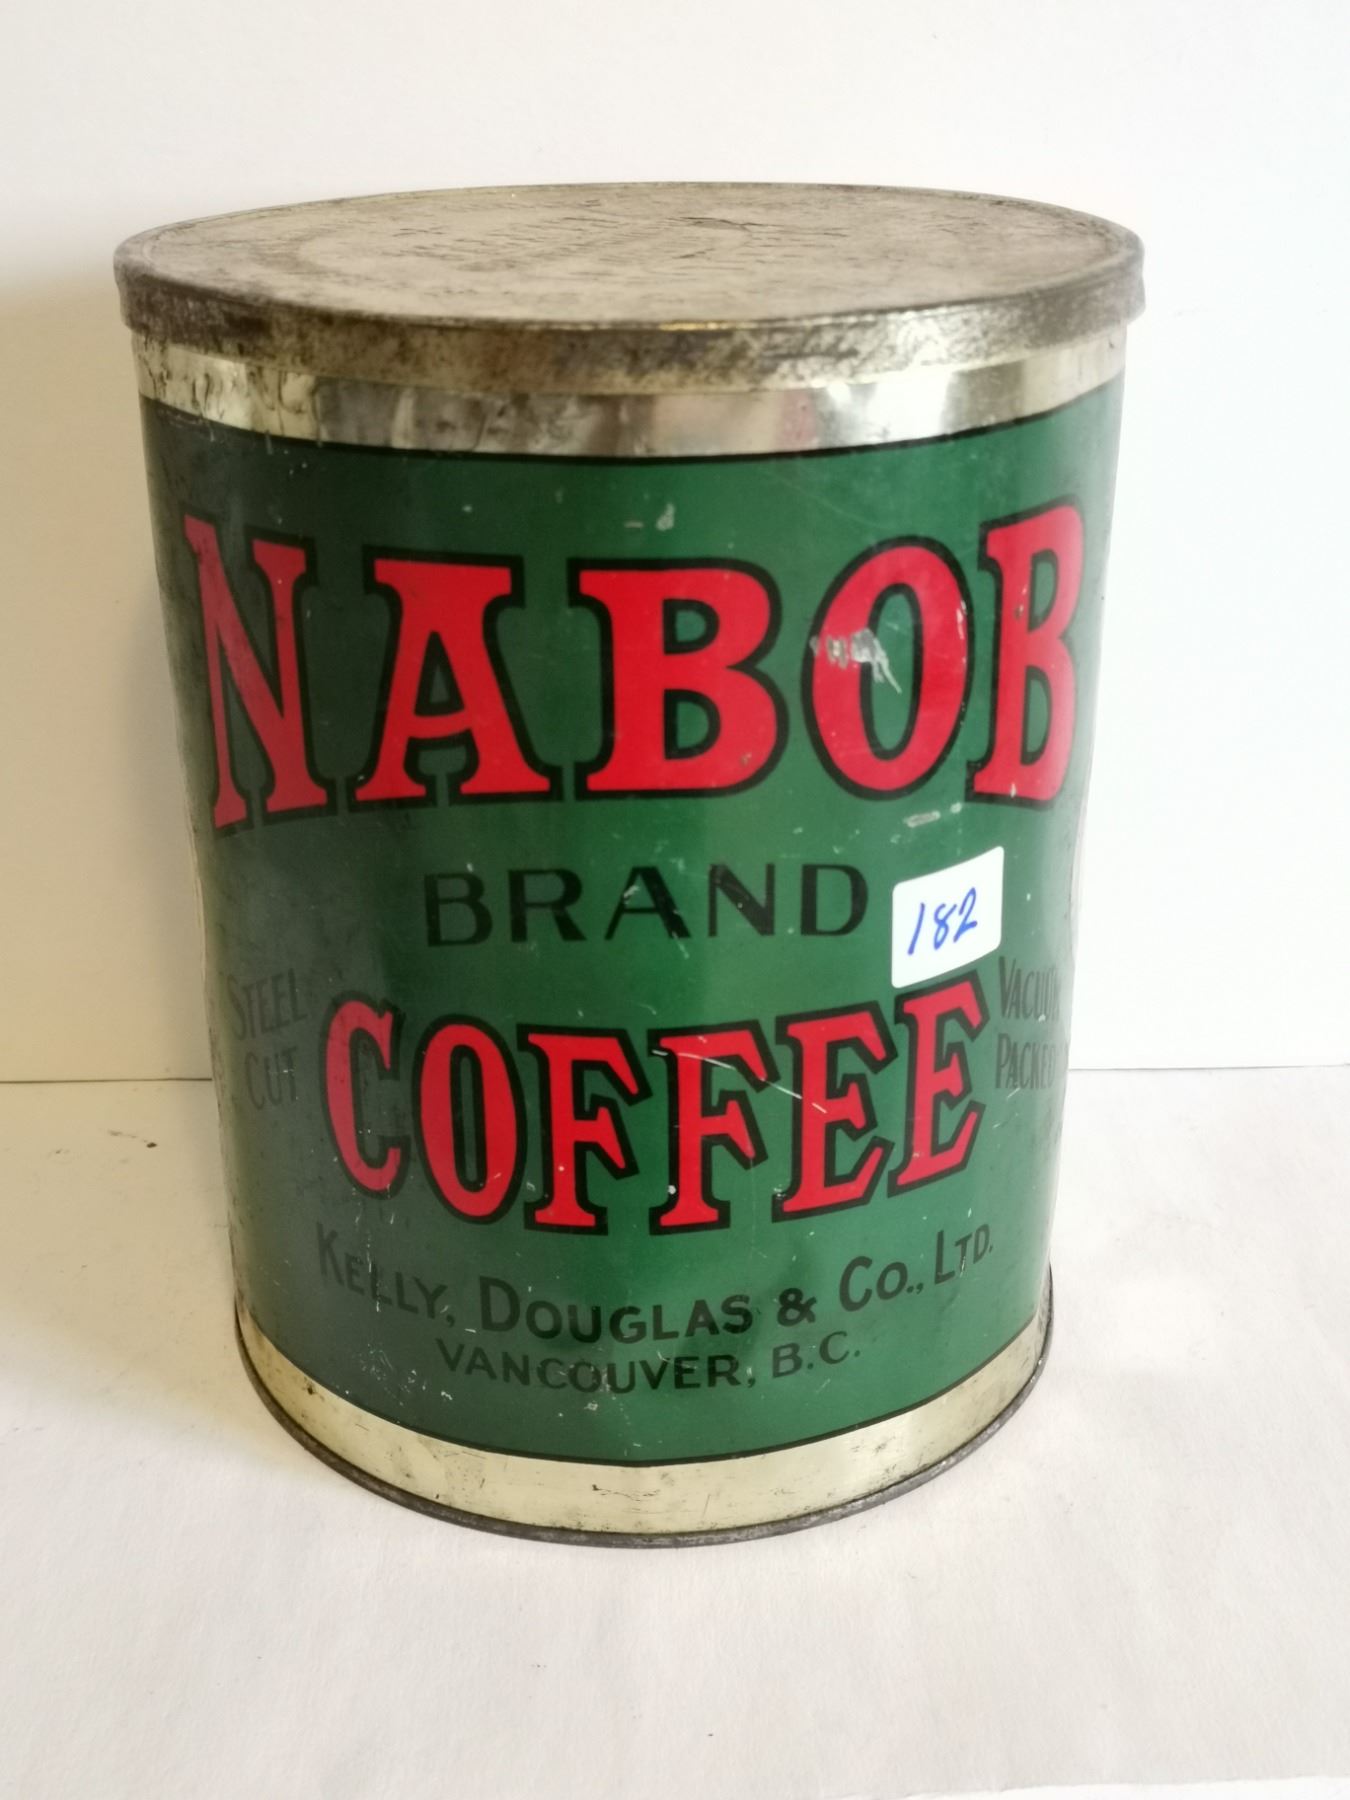 NABOB
BRAND
182
STEEL
CUT
COFFEE
VACUUM
PACKED
KELLY, DOUGLAS & CO., LTD.
VANCOUVER, B.C.